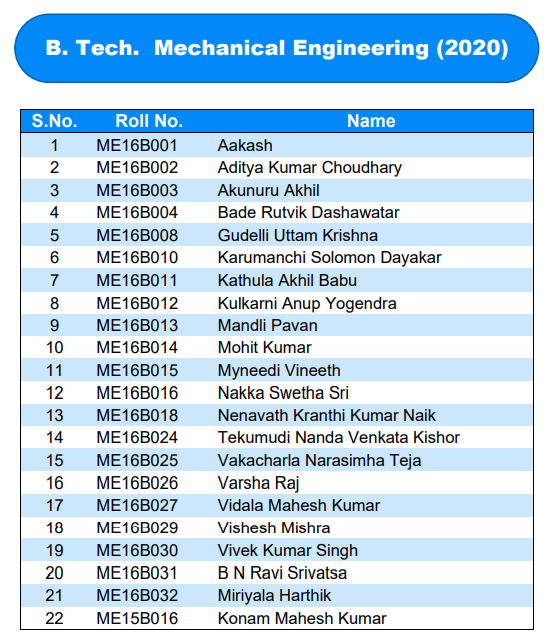 B. Tech. Mechanical Engineering (2020)
S.No. Roll No. Name
1 ME16B001 Aakash
2 ME16B002 Aditya Kumar Choudhary
3 ME16B003 Akunuru Akhil
4 ME16B004 Bade Rutvik Dashawatar
5 ME16B008 Gudelli Uttam Krishna
6 ME16B010 Karumanchi Solomon Dayakar
7 ME16B011 Kathula Akhil Babu
8 ME16B012 Kulkarni Anup Yogendra
9 ME16B013 Mandli Pavan
10 ME16B014 Mohit Kumar
11 ME16B015 Myneedi Vineeth
12 ME16B016 Nakka Swetha Sri
13 ME16B018 Nenavath Kranthi Kumar Naik
14 ME16B024 Tekumudi Nanda Venkata Kishor
15 ME16B025 Vakacharla Narasimha Teja
16 ME16B026 Varsha Raj
17 ME16B027 Vidala Mahesh Kumar
18 ME16B029 Vishesh Mishra
19 ME16B030 Vivek Kumar Singh
20 ME16B031 B N Ravi Srivatsa
21 ME16B032 Miriyala Harthik
22 ME15B016 Konam Mahesh Kumar